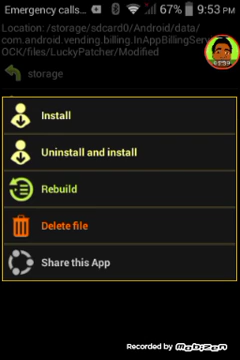 Emergency calls... 67% 9:53 PM
Location: /storage/sdcard0/Android/data/
com.android.vending.billing.InAppBillingServ
OCK/files/LuckyPatcher/Modified
storage
Install
Uninstall and install
Rebuild
Delete file
Share this App
Recorded by Mobizen